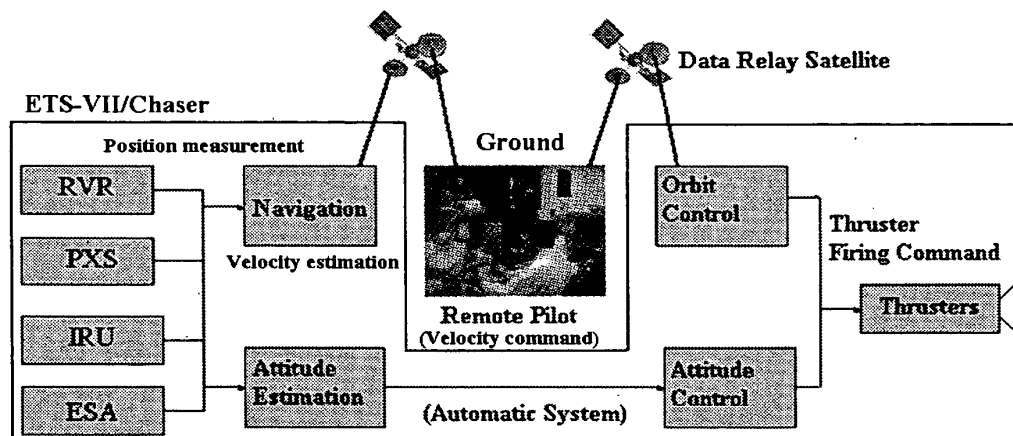 Data Relay Satellite
ETS-VII/Chaser
Position measurement
Ground
RVR
Navigation
Orbit
Control
PXS
Velocity estimation
Thruster
Firing Command
Remote Pilot
(Velocity command)
Thrusters
IRU
Attitude
Estimation
Attitude
Control
ESA
(Automatic System)